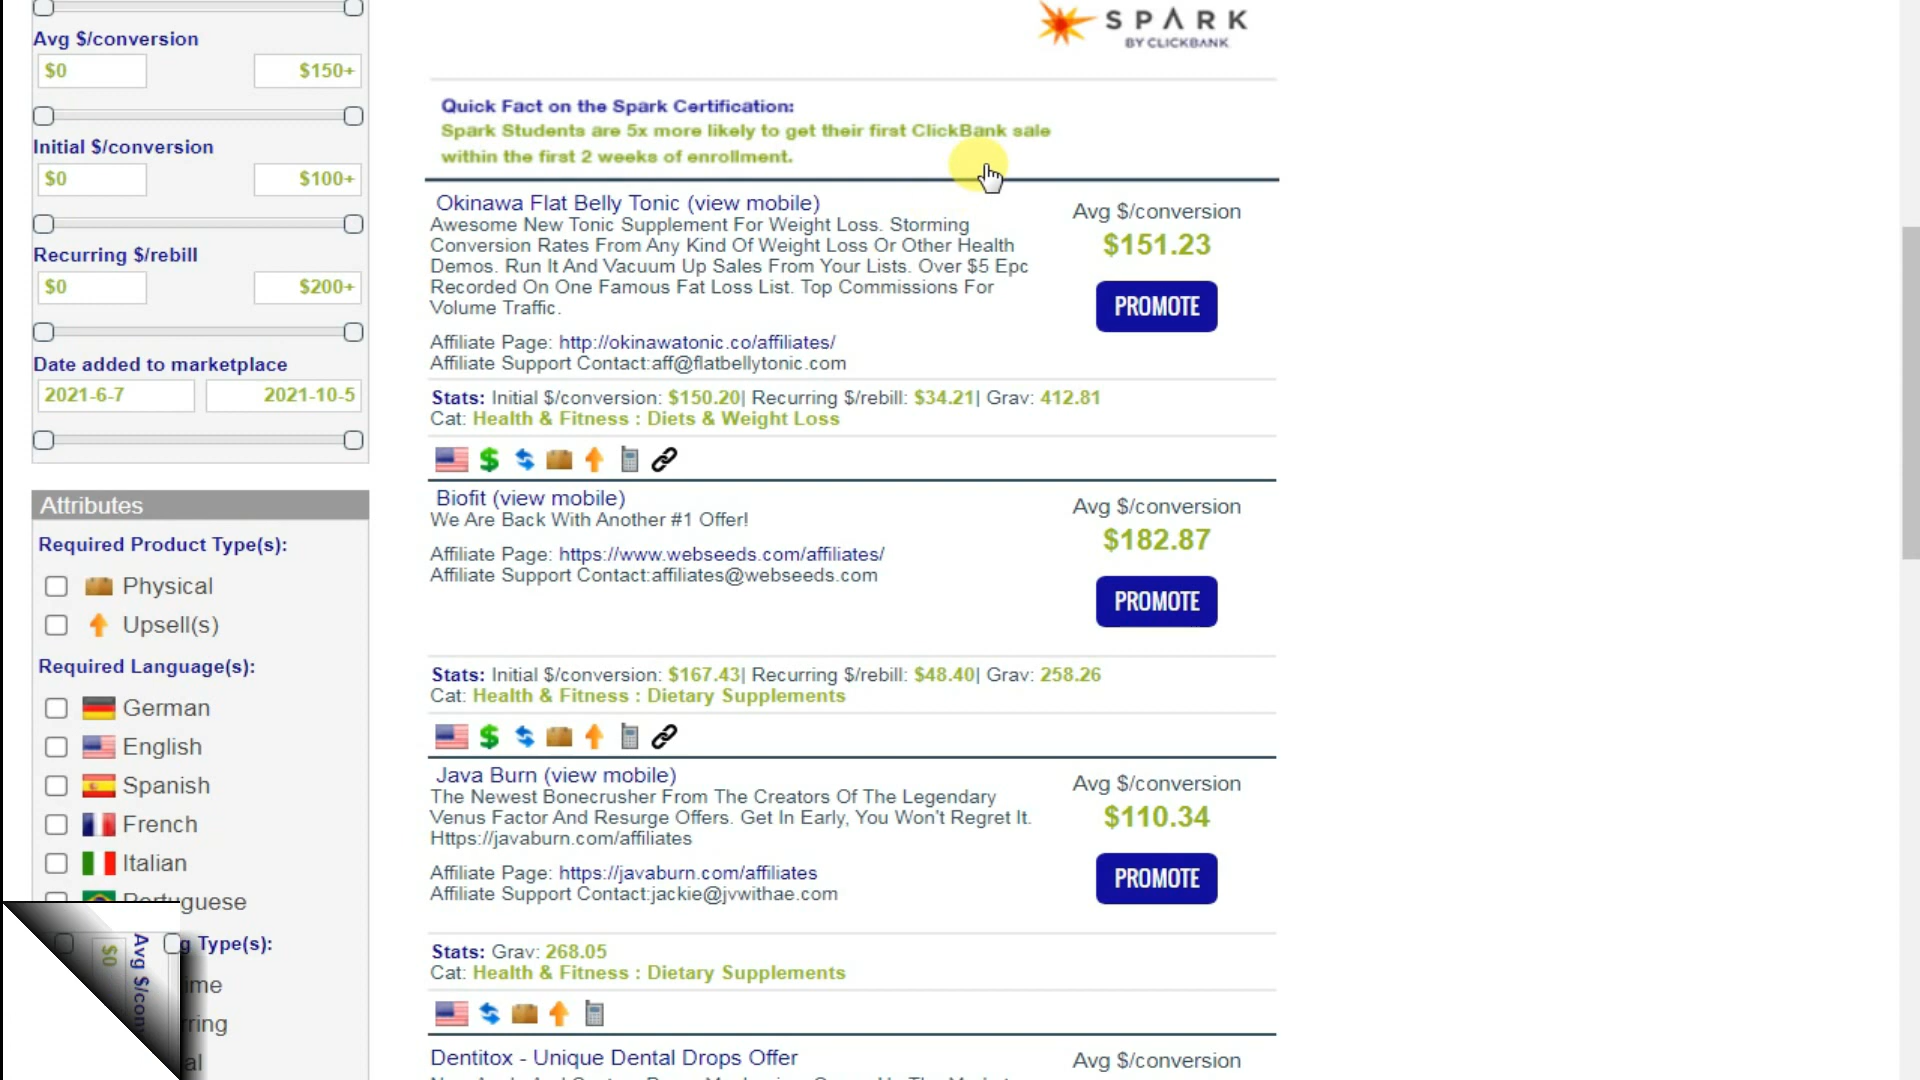 Avg $/conversion
$0 $150+
Initial $/conversion
$0 $100+
Recurring $/rebill
$0 $200+
Date added to marketplace
2021-6-7 2021-10-5
Attributes
Required Product Type(s):
Physical
Upsell(s)
Required Language(s):
German
English
Spanish
French
Italian
Portuguese
g Type(s):
ime
rring
al
$0
Avg $/con
SPARK
BY CLICKBANK
Quick Fact on the Spark Certification:
Spark Students are 5x more likely to get their first ClickBank sale
within the first 2 weeks of enrollment.
Okinawa Flat Belly Tonic (view mobile)
Awesome New Tonic Supplement For Weight Loss. Storming
Conversion Rates From Any Kind Of Weight Loss Or Other Health
Demos. Run It And Vacuum Up Sales From Your Lists. Over $5 Epc
Recorded On One Famous Fat Loss List. Top Commissions For
Volume Traffic.
Affiliate Page: http://okinawatonic.co/affiliates/
Affiliate Support Contact:aff@flatbellytonic.com
Avg $/conversion
$151.23
PROMOTE
Stats: Initial $/conversion: $150.20| Recurring $/rebill: $34.21| Grav: 412.81
Cat: Health & Fitness : Diets & Weight Loss
Biofit (view mobile)
We Are Back With Another #1 Offer!
Affiliate Page: https://www.webseeds.com/affiliates/
Affiliate Support Contact:affiliates@webseeds.com
Avg $/conversion
$182.87
PROMOTE
Stats: Initial $/conversion: $167.43| Recurring $/rebill: $48.40| Grav: 258.26
Cat: Health & Fitness : Dietary Supplements
Java Burn (view mobile)
The Newest Bonecrusher From The Creators Of The Legendary
Venus Factor And Resurge Offers. Get In Early, You Won't Regret It.
Https://javaburn.com/affiliates
Affiliate Page: https://javaburn.com/affiliates
Affiliate Support Contact:jackie@jvwithae.com
Avg $/conversion
$110.34
PROMOTE
Stats: Grav: 268.05
Cat: Health & Fitness : Dietary Supplements
Dentitox - Unique Dental Drops Offer
Avg $/conversion